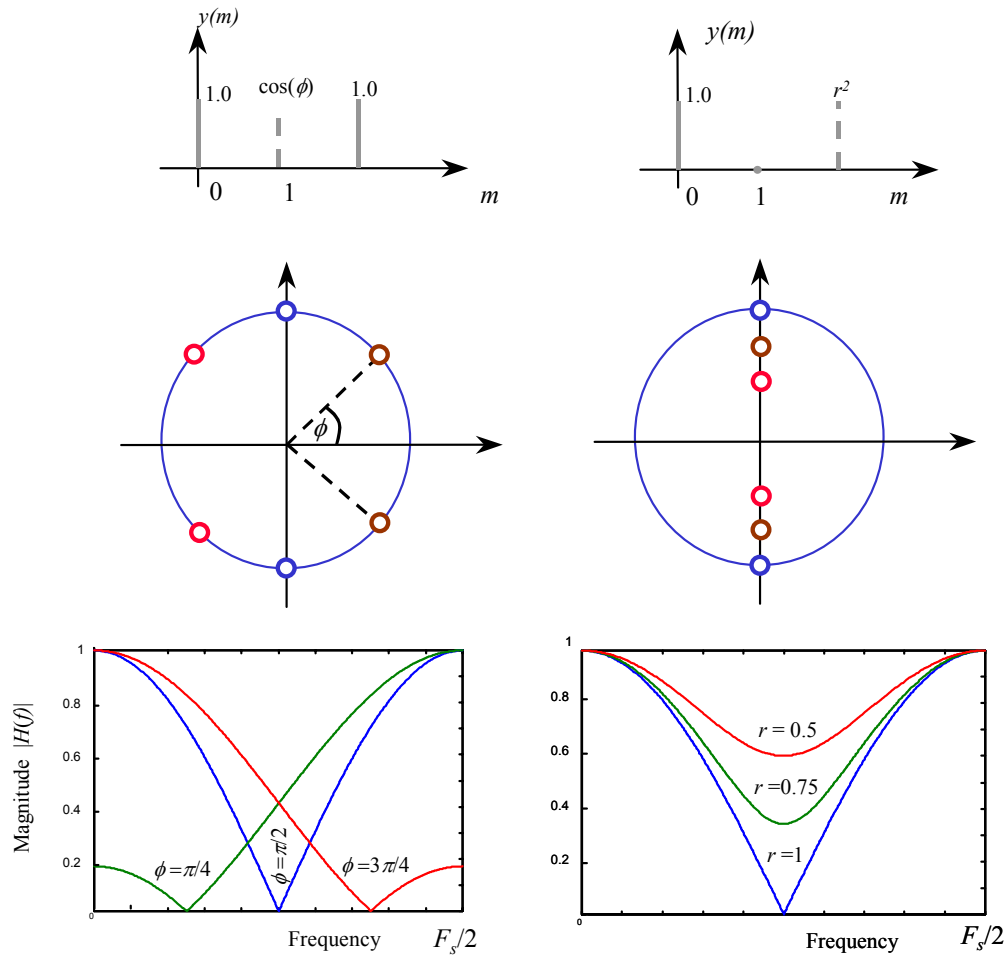 y(m)
cos(ϕ)
1.0
1.0
0
1
m
y(m)
r²
1.0
0
1
m
ϕ
1
0.8
0.6
0.4
0.2
0
Magnitude |H(f)|
ϕ=π/4
ϕ=π/2
ϕ=3π/4
Frequency
Fₛ/2
1
0.8
0.6
0.4
0.2
0
r = 0.5
r =0.75
r =1
Frequency
Fₛ/2